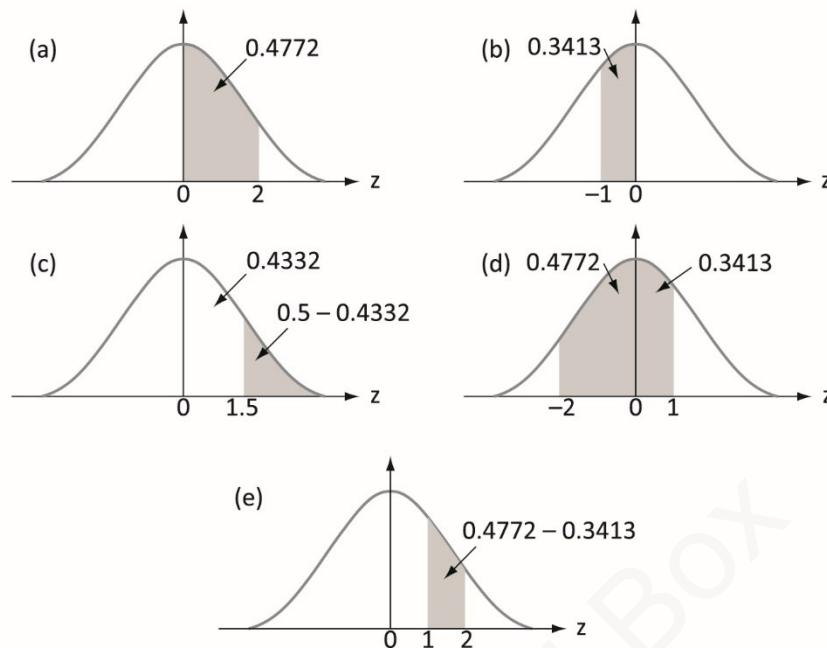 (a)
0.4772
0 2 z
(b)
0.3413
–1 0 z
(c)
0.4332
0.5 – 0.4332
0 1.5 z
(d)
0.4772 0.3413
–2 0 1 z
(e)
0.4772 – 0.3413
0 1 2 z
Box